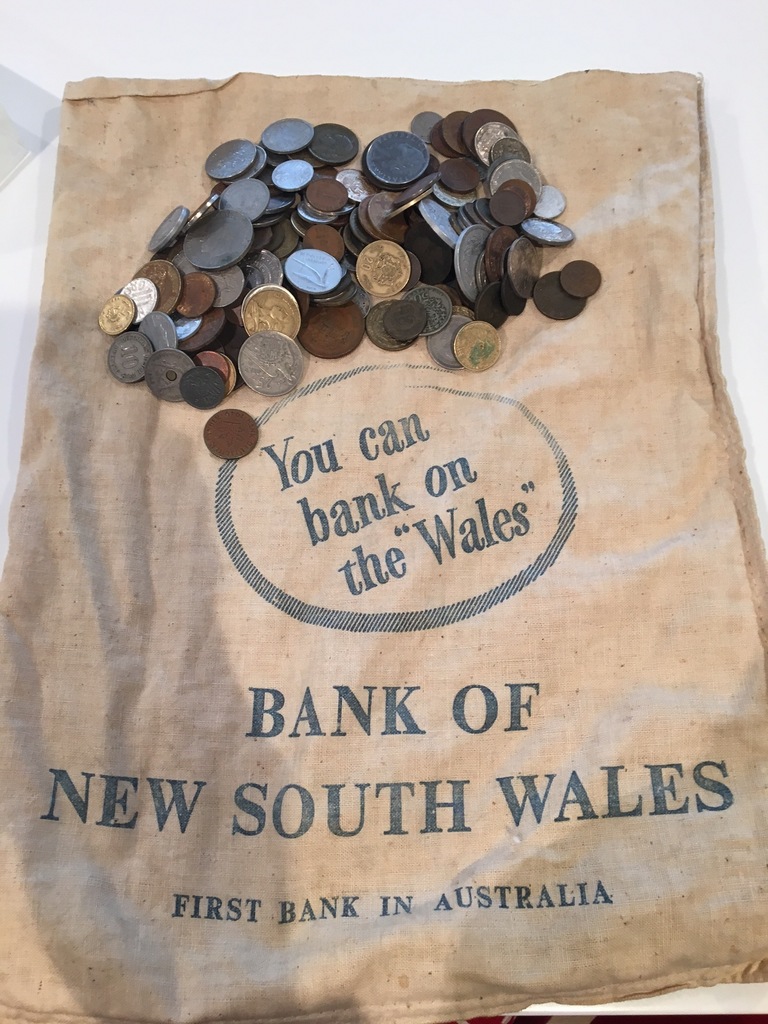 You can
bank on
the "Wales"
BANK OF
NEW SOUTH WALES
FIRST BANK IN AUSTRALIA